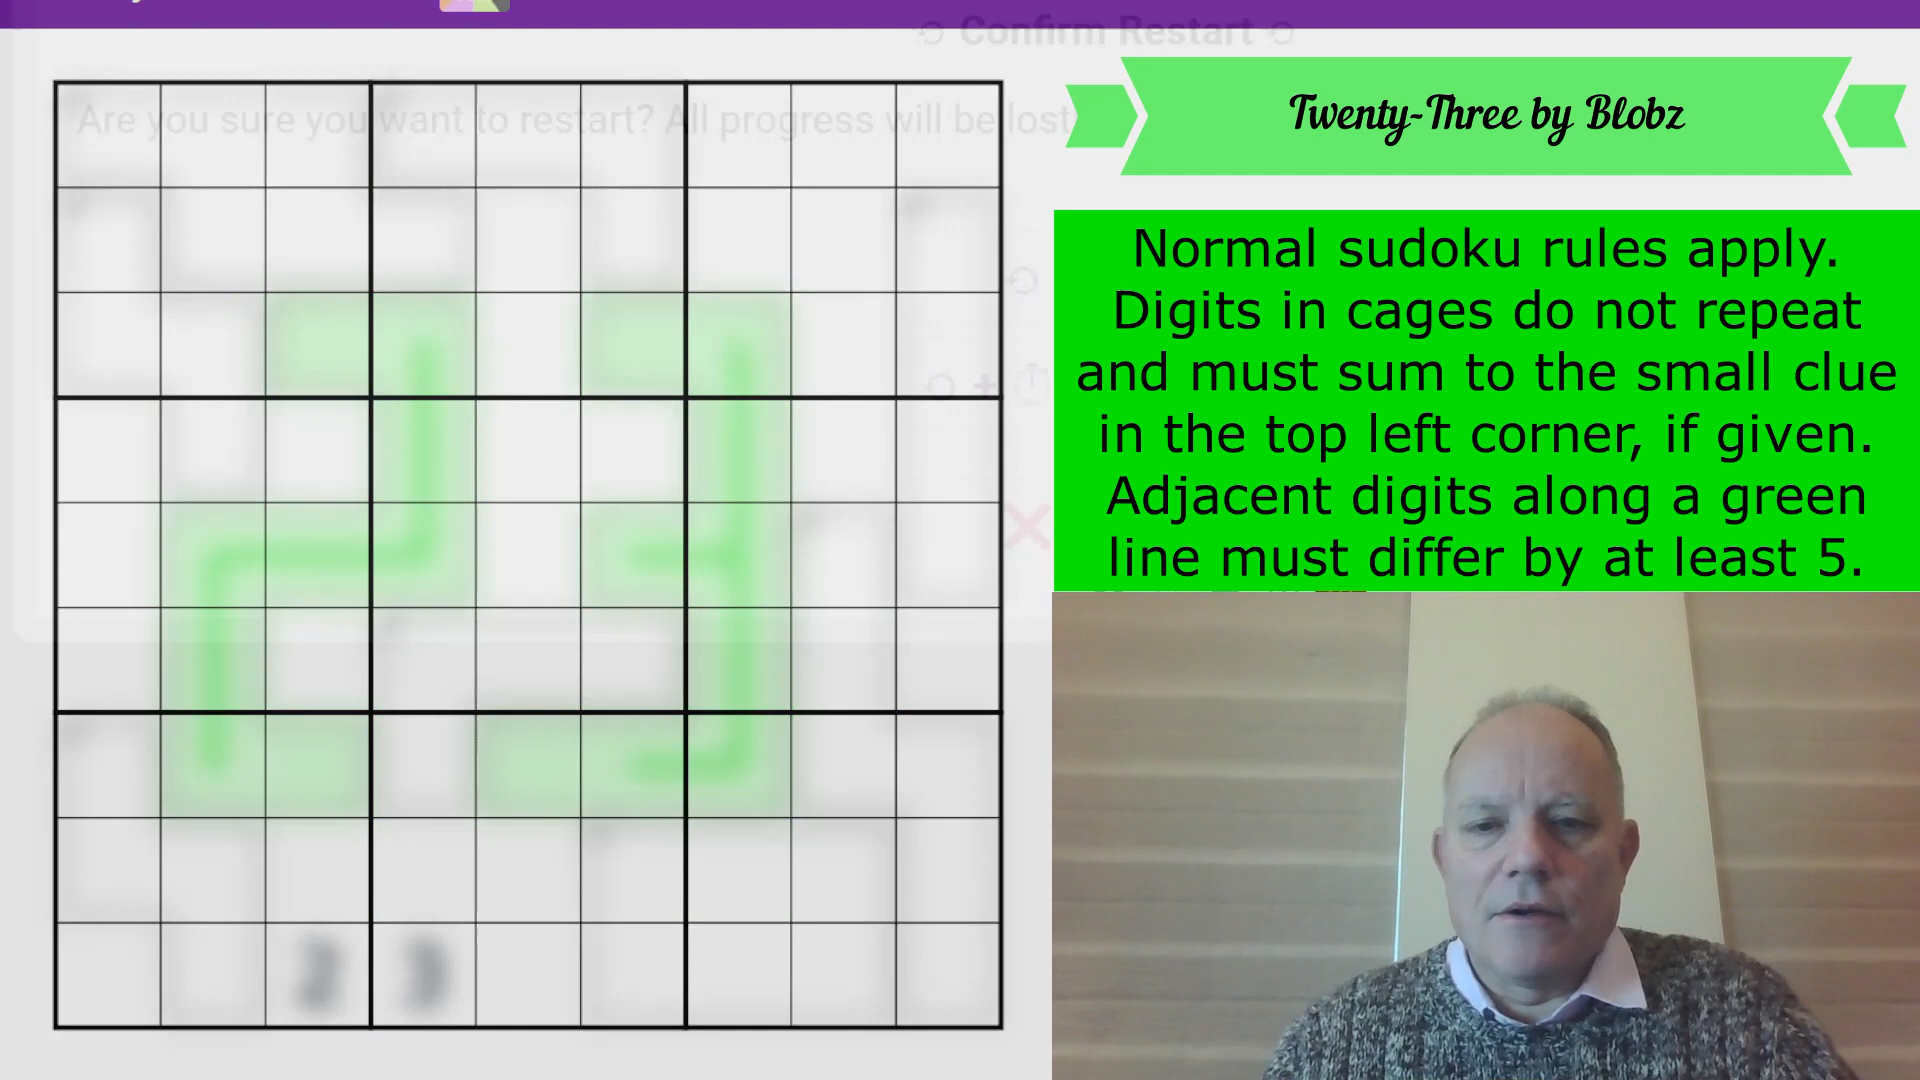 Confirm Restart
Are you sure you want to restart? All progress will be lost
Twenty-Three by Blobz
Normal sudoku rules apply.
Digits in cages do not repeat
and must sum to the small clue
in the top left corner, if given.
Adjacent digits along a green
line must differ by at least 5.
2 3